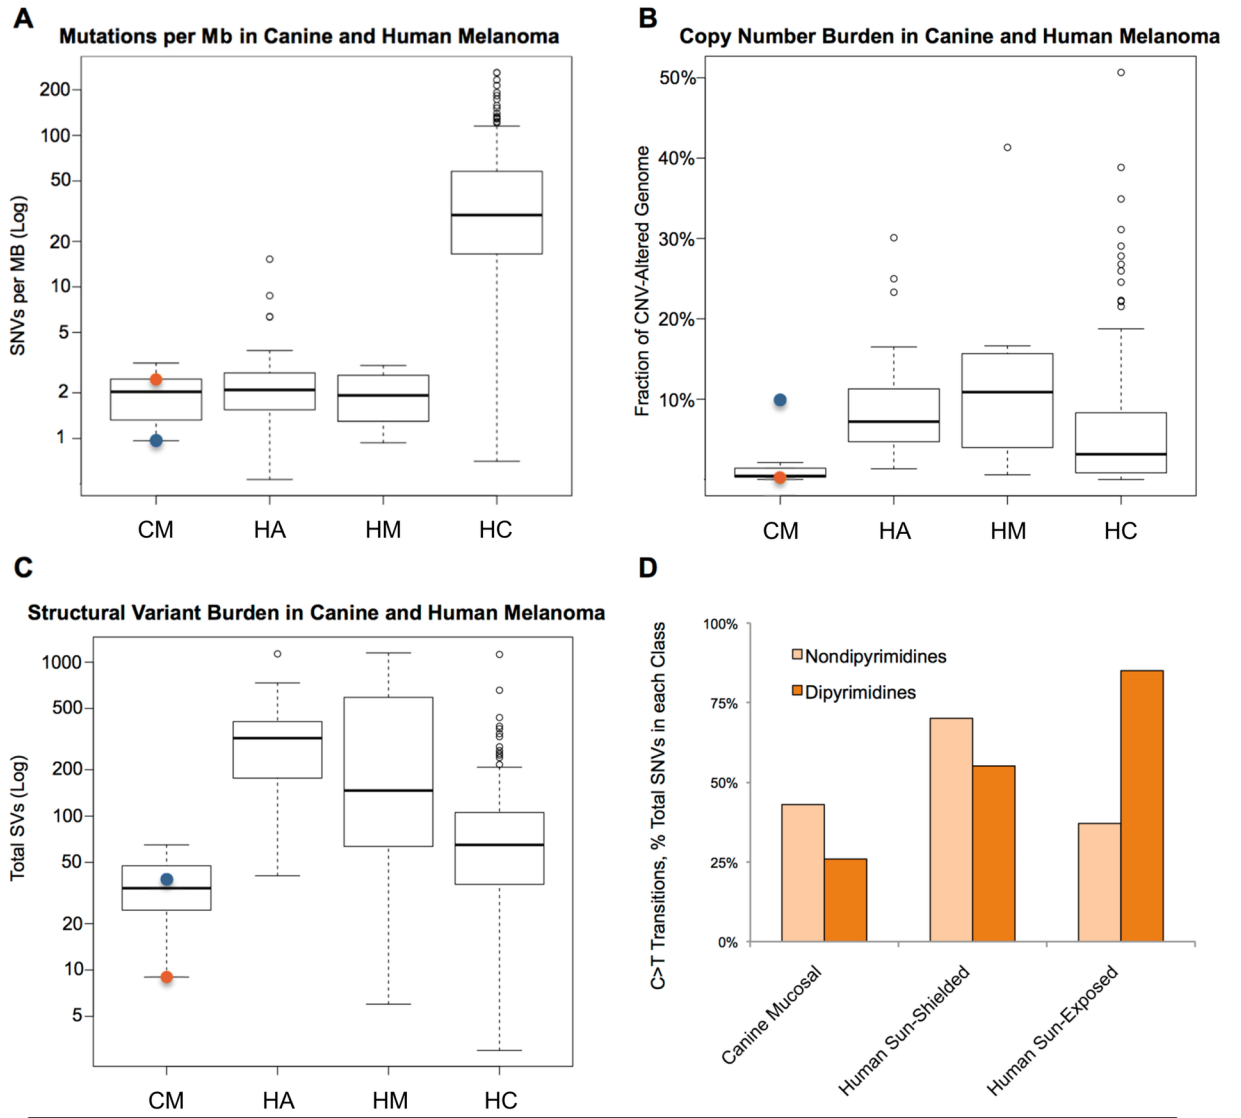 A
Mutations per Mb in Canine and Human Melanoma
SNVs per MB (Log)
200
100
50
20
10
5
2
1
CM HA HM HC
B
Copy Number Burden in Canine and Human Melanoma
Fraction of CNV-Altered Genome
50%
40%
30%
20%
10%
CM HA HM HC
C
Structural Variant Burden in Canine and Human Melanoma
Total SVs (Log)
1000
500
200
100
50
20
10
5
CM HA HM HC
D
C>T Transitions, % Total SNVs in each Class
100%
75%
50%
25%
0%
Nondipyrimidines
Dipyrimidines
Canine Mucosal
Human Sun-Shielded
Human Sun-Exposed